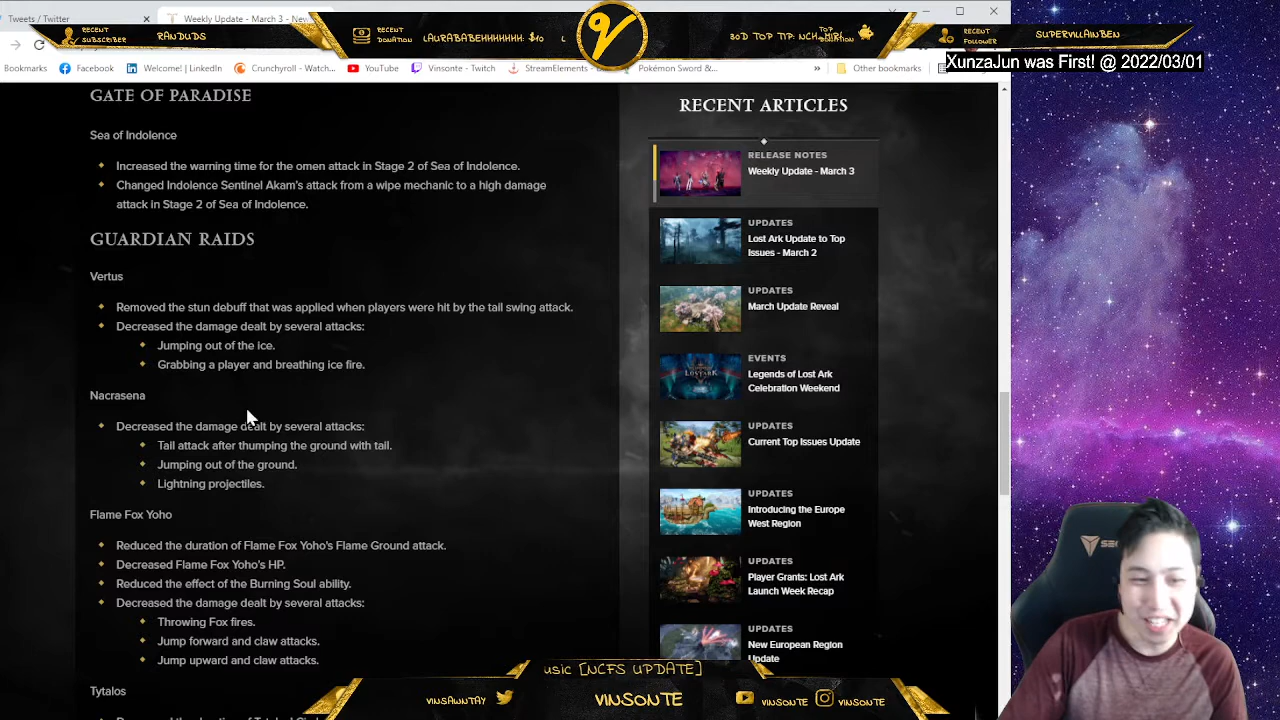 Tweets / Twitter
Weekly Update - March 3 - Ne
RECENT SUBSCRIBER
RANDUDS
RECENT DONATION
LAURABABEHHHHHH: $10
30D TOP TIP: NCH
RECENT FOLLOWER
SUPERVILLAINBEN
XunzaJun was First! @ 2022/03/01
Bookmarks
Facebook
Welcome! | LinkedIn
Crunchyroll - Watch...
YouTube
Vinsonte - Twitch
StreamElements -
Pokémon Sword &...
»
Other bookmarks
GATE OF PARADISE
Sea of Indolence
Increased the warning time for the omen attack in Stage 2 of Sea of Indolence.
Changed Indolence Sentinel Akam's attack from a wipe mechanic to a high damage
attack in Stage 2 of Sea of Indolence.
GUARDIAN RAIDS
Vertus
Removed the stun debuff that was applied when players were hit by the tail swing attack.
Decreased the damage dealt by several attacks:
Jumping out of the ice.
Grabbing a player and breathing ice fire.
Nacrasena
Decreased the damage dealt by several attacks:
Tail attack after thumping the ground with tail.
Jumping out of the ground.
Lightning projectiles.
Flame Fox Yoho
Reduced the duration of Flame Fox Yoho's Flame Ground attack.
Decreased Flame Fox Yoho's HP.
Reduced the effect of the Burning Soul ability.
Decreased the damage dealt by several attacks:
Throwing Fox fires.
Jump forward and claw attacks.
Jump upward and claw attacks.
Tytalos
RECENT ARTICLES
RELEASE NOTES
Weekly Update - March 3
UPDATES
Lost Ark Update to Top
Issues - March 2
UPDATES
March Update Reveal
EVENTS
Legends of Lost Ark
Celebration Weekend
UPDATES
Current Top Issues Update
UPDATES
Introducing the Europe
West Region
UPDATES
Player Grants: Lost Ark
Launch Week Recap
UPDATES
New European Region
Update
usic [NCFS UPDATE]
VINSAWNTAY
VINSONTE
VINSONTE
VINSONTE